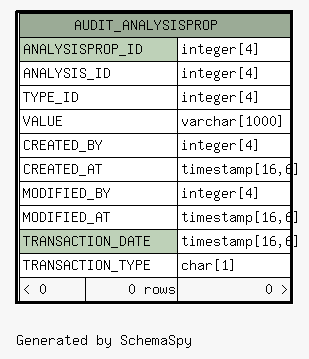 AUDIT_ANALYSISPROP
ANALYSISPROP_ID integer[4]
ANALYSIS_ID integer[4]
TYPE_ID integer[4]
VALUE varchar[1000]
CREATED_BY integer[4]
CREATED_AT timestamp[16,6]
MODIFIED_BY integer[4]
MODIFIED_AT timestamp[16,6]
TRANSACTION_DATE timestamp[16,6]
TRANSACTION_TYPE char[1]
< 0 0 rows 0 >
Generated by SchemaSpy